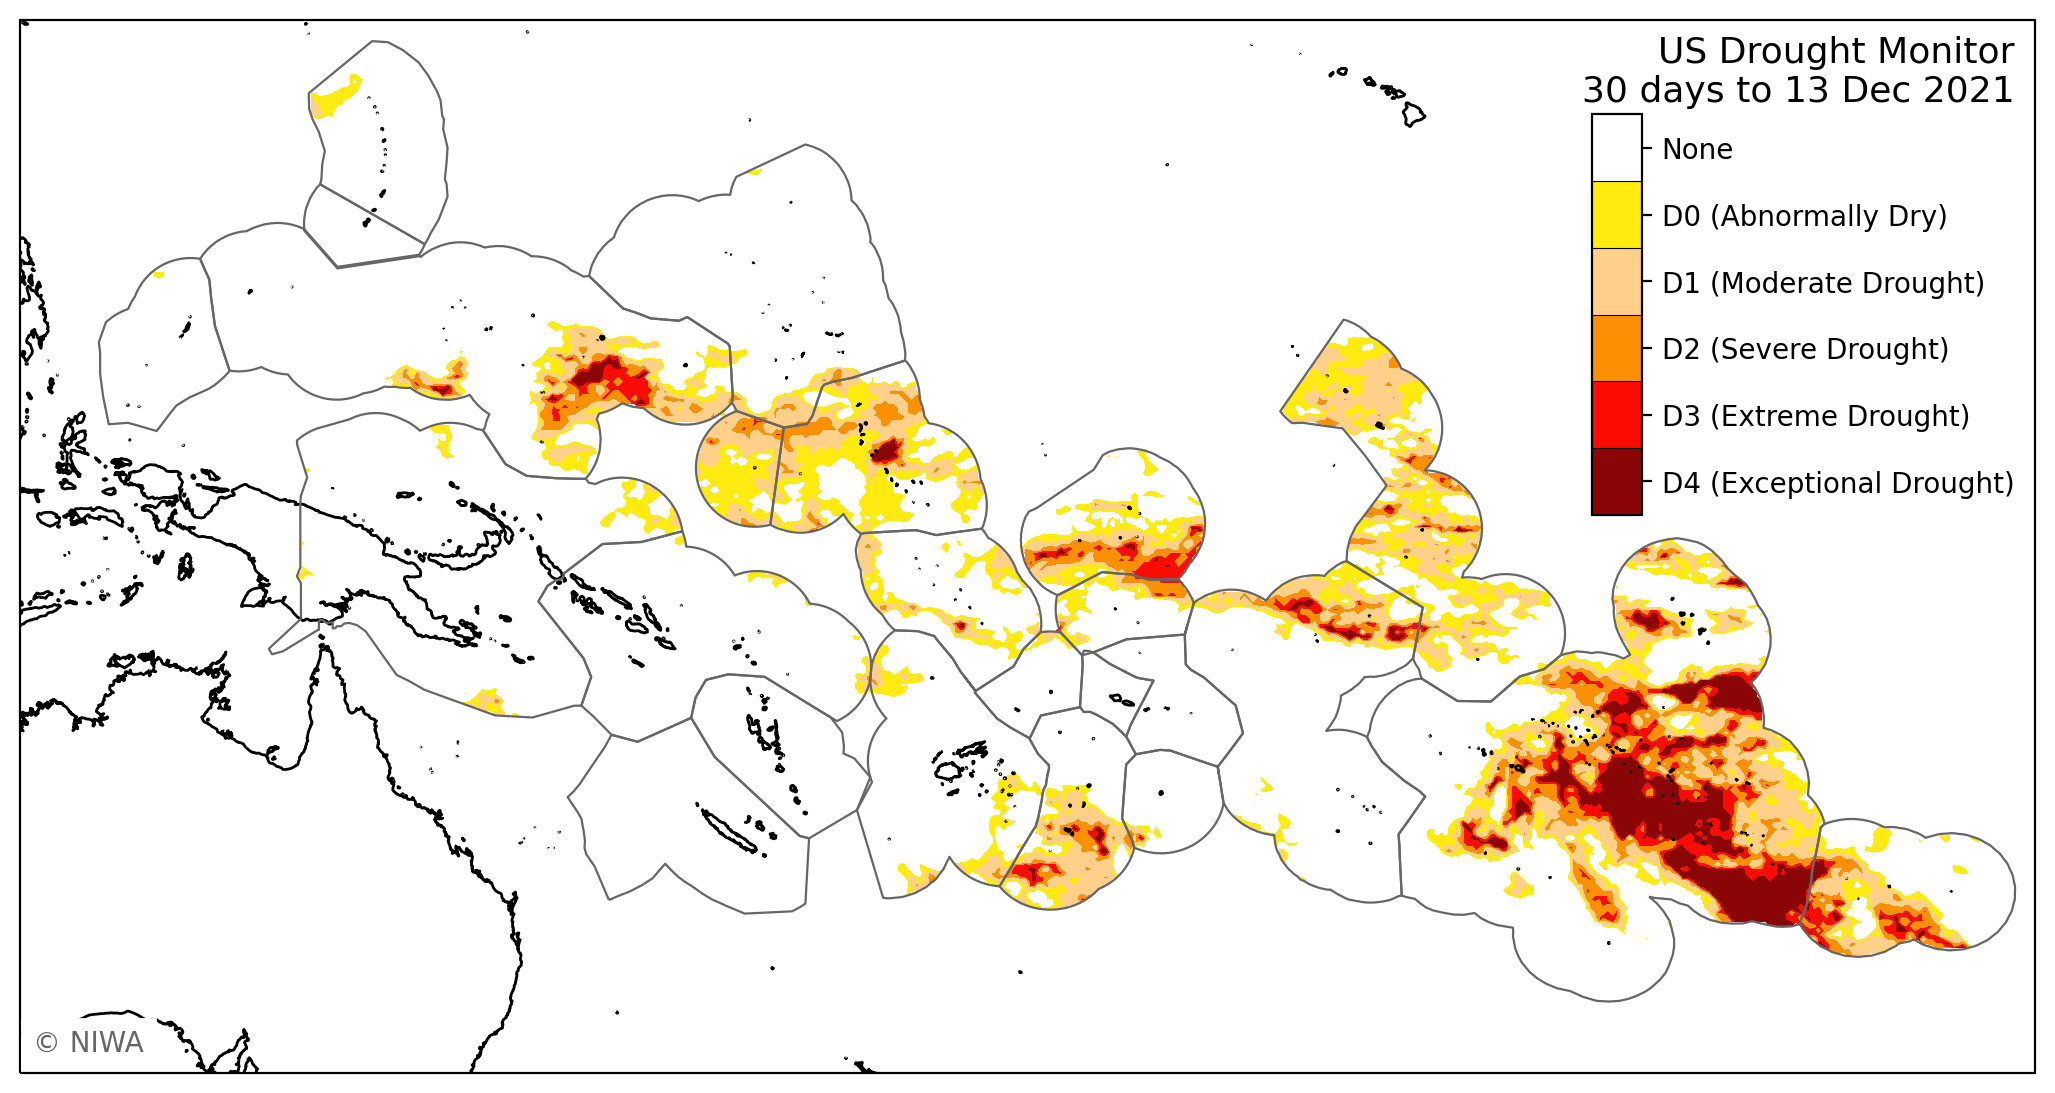 US Drought Monitor
30 days to 13 Dec 2021
None
D0 (Abnormally Dry)
D1 (Moderate Drought)
D2 (Severe Drought)
D3 (Extreme Drought)
D4 (Exceptional Drought)
© NIWA